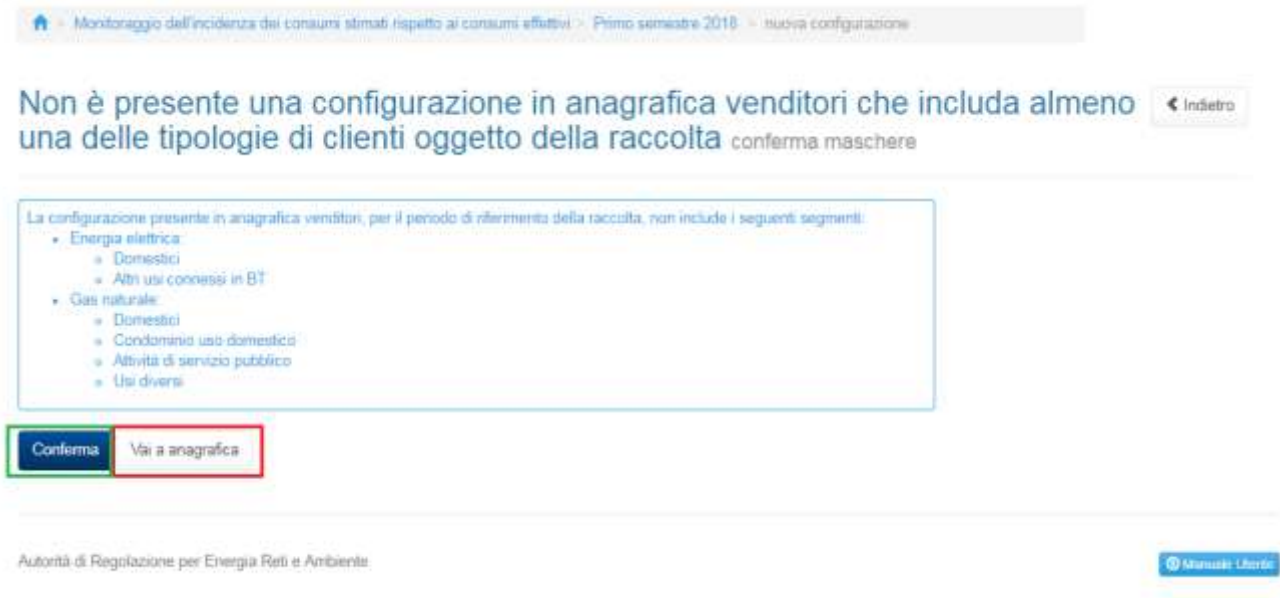 > Monitoraggio dell'incidenza dei consumi stimati rispetto ai consumi effettivi > Primo semestre 2018 > nuova configurazione
Non è presente una configurazione in anagrafica venditori che includa almeno
una delle tipologie di clienti oggetto della raccolta conferma maschere
Indietro
La configurazione presente in anagrafica venditori, per il periodo di riferimento della raccolta, non include i seguenti segmenti:
• Energia elettrica:
○ Domestici
○ Altri usi connessi in BT
• Gas naturale:
○ Domestici
○ Condominio uso domestico
○ Attività di servizio pubblico
○ Usi diversi
Conferma Vai a anagrafica
Autorità di Regolazione per Energia Reti e Ambiente
Manuale Utente